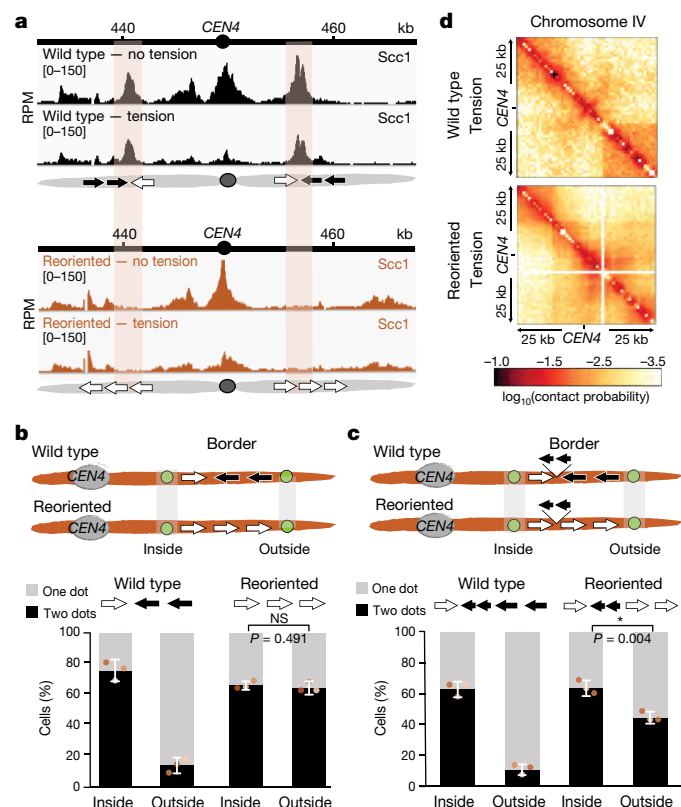 a
440 CEN4 460 kb
Wild type — no tension Scc1
[0–150]
RPM
Wild type — tension Scc1
[0–150]
440 CEN4 460 kb
Reoriented — no tension Scc1
[0–150]
RPM
Reoriented — tension Scc1
[0–150]
d
Chromosome IV
Wild type
Tension
25 kb
CEN4
25 kb
Reoriented
Tension
25 kb
CEN4
25 kb
25 kb CEN4 25 kb
–1.0 –1.5 –2.5 –3.5
log10(contact probability)
b
Wild type Border
CEN4
Reoriented
CEN4
Inside Outside
One dot
Two dots
Wild type Reoriented
NS
P = 0.491
Cells (%)
100
80
60
40
20
0
Inside Outside Inside Outside
c
Wild type Border
CEN4
Reoriented
CEN4
Inside Outside
One dot
Two dots
Wild type Reoriented
*
P = 0.004
Cells (%)
100
80
60
40
20
0
Inside Outside Inside Outside